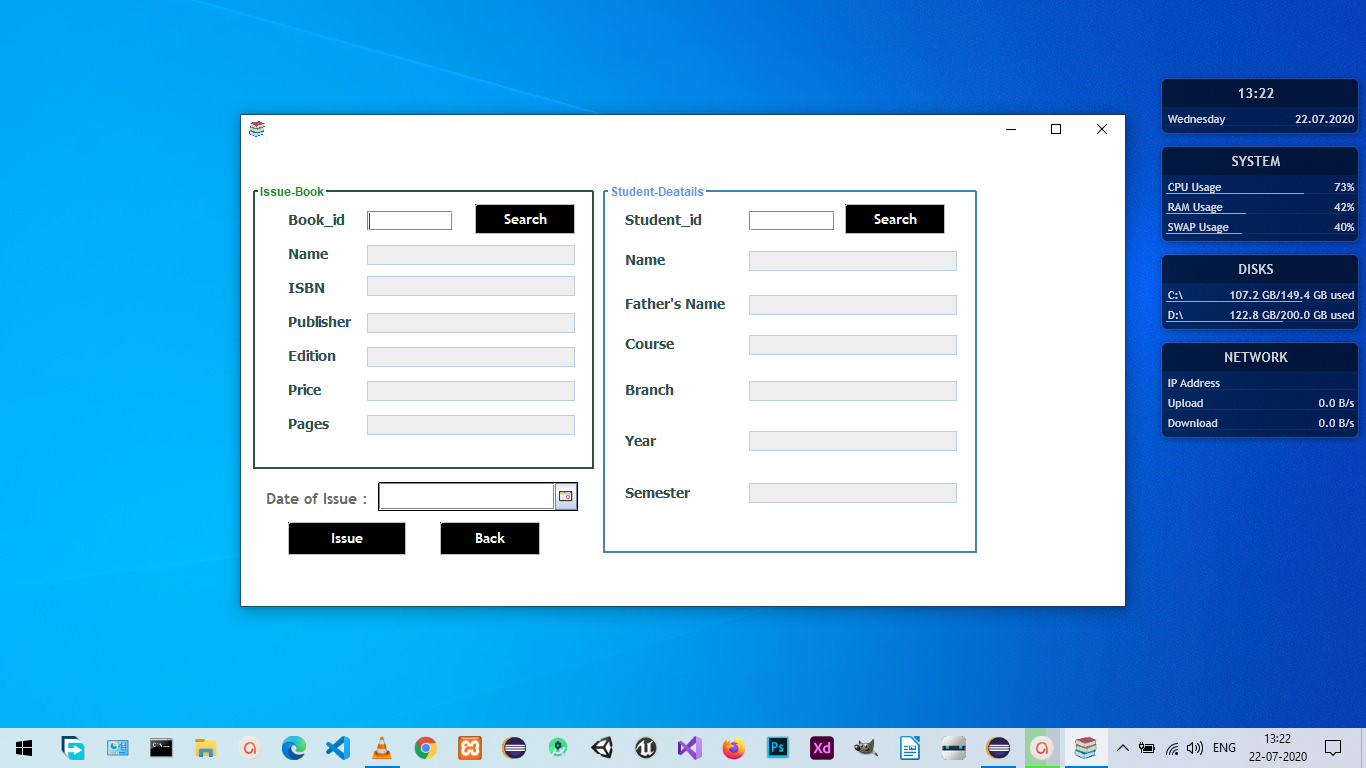 13:22
Wednesday 22.07.2020
SYSTEM
CPU Usage 73%
RAM Usage 42%
SWAP Usage 40%
DISKS
C:\ 107.2 GB/149.4 GB used
D:\ 122.8 GB/200.0 GB used
NETWORK
IP Address
Upload 0.0 B/s
Download 0.0 B/s
Issue-Book
Book_id Search
Name
ISBN
Publisher
Edition
Price
Pages
Date of Issue :
Issue Back
Student-Deatails
Student_id Search
Name
Father's Name
Course
Branch
Year
Semester
Ps Xd
ENG
13:22
22-07-2020